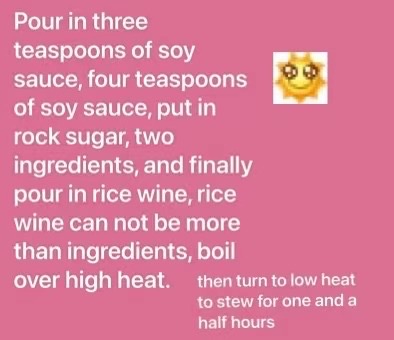 Pour in three
teaspoons of soy
sauce, four teaspoons
of soy sauce, put in
rock sugar, two
ingredients, and finally
pour in rice wine, rice
wine can not be more
than ingredients, boil
over high heat.
then turn to low heat
to stew for one and a
half hours